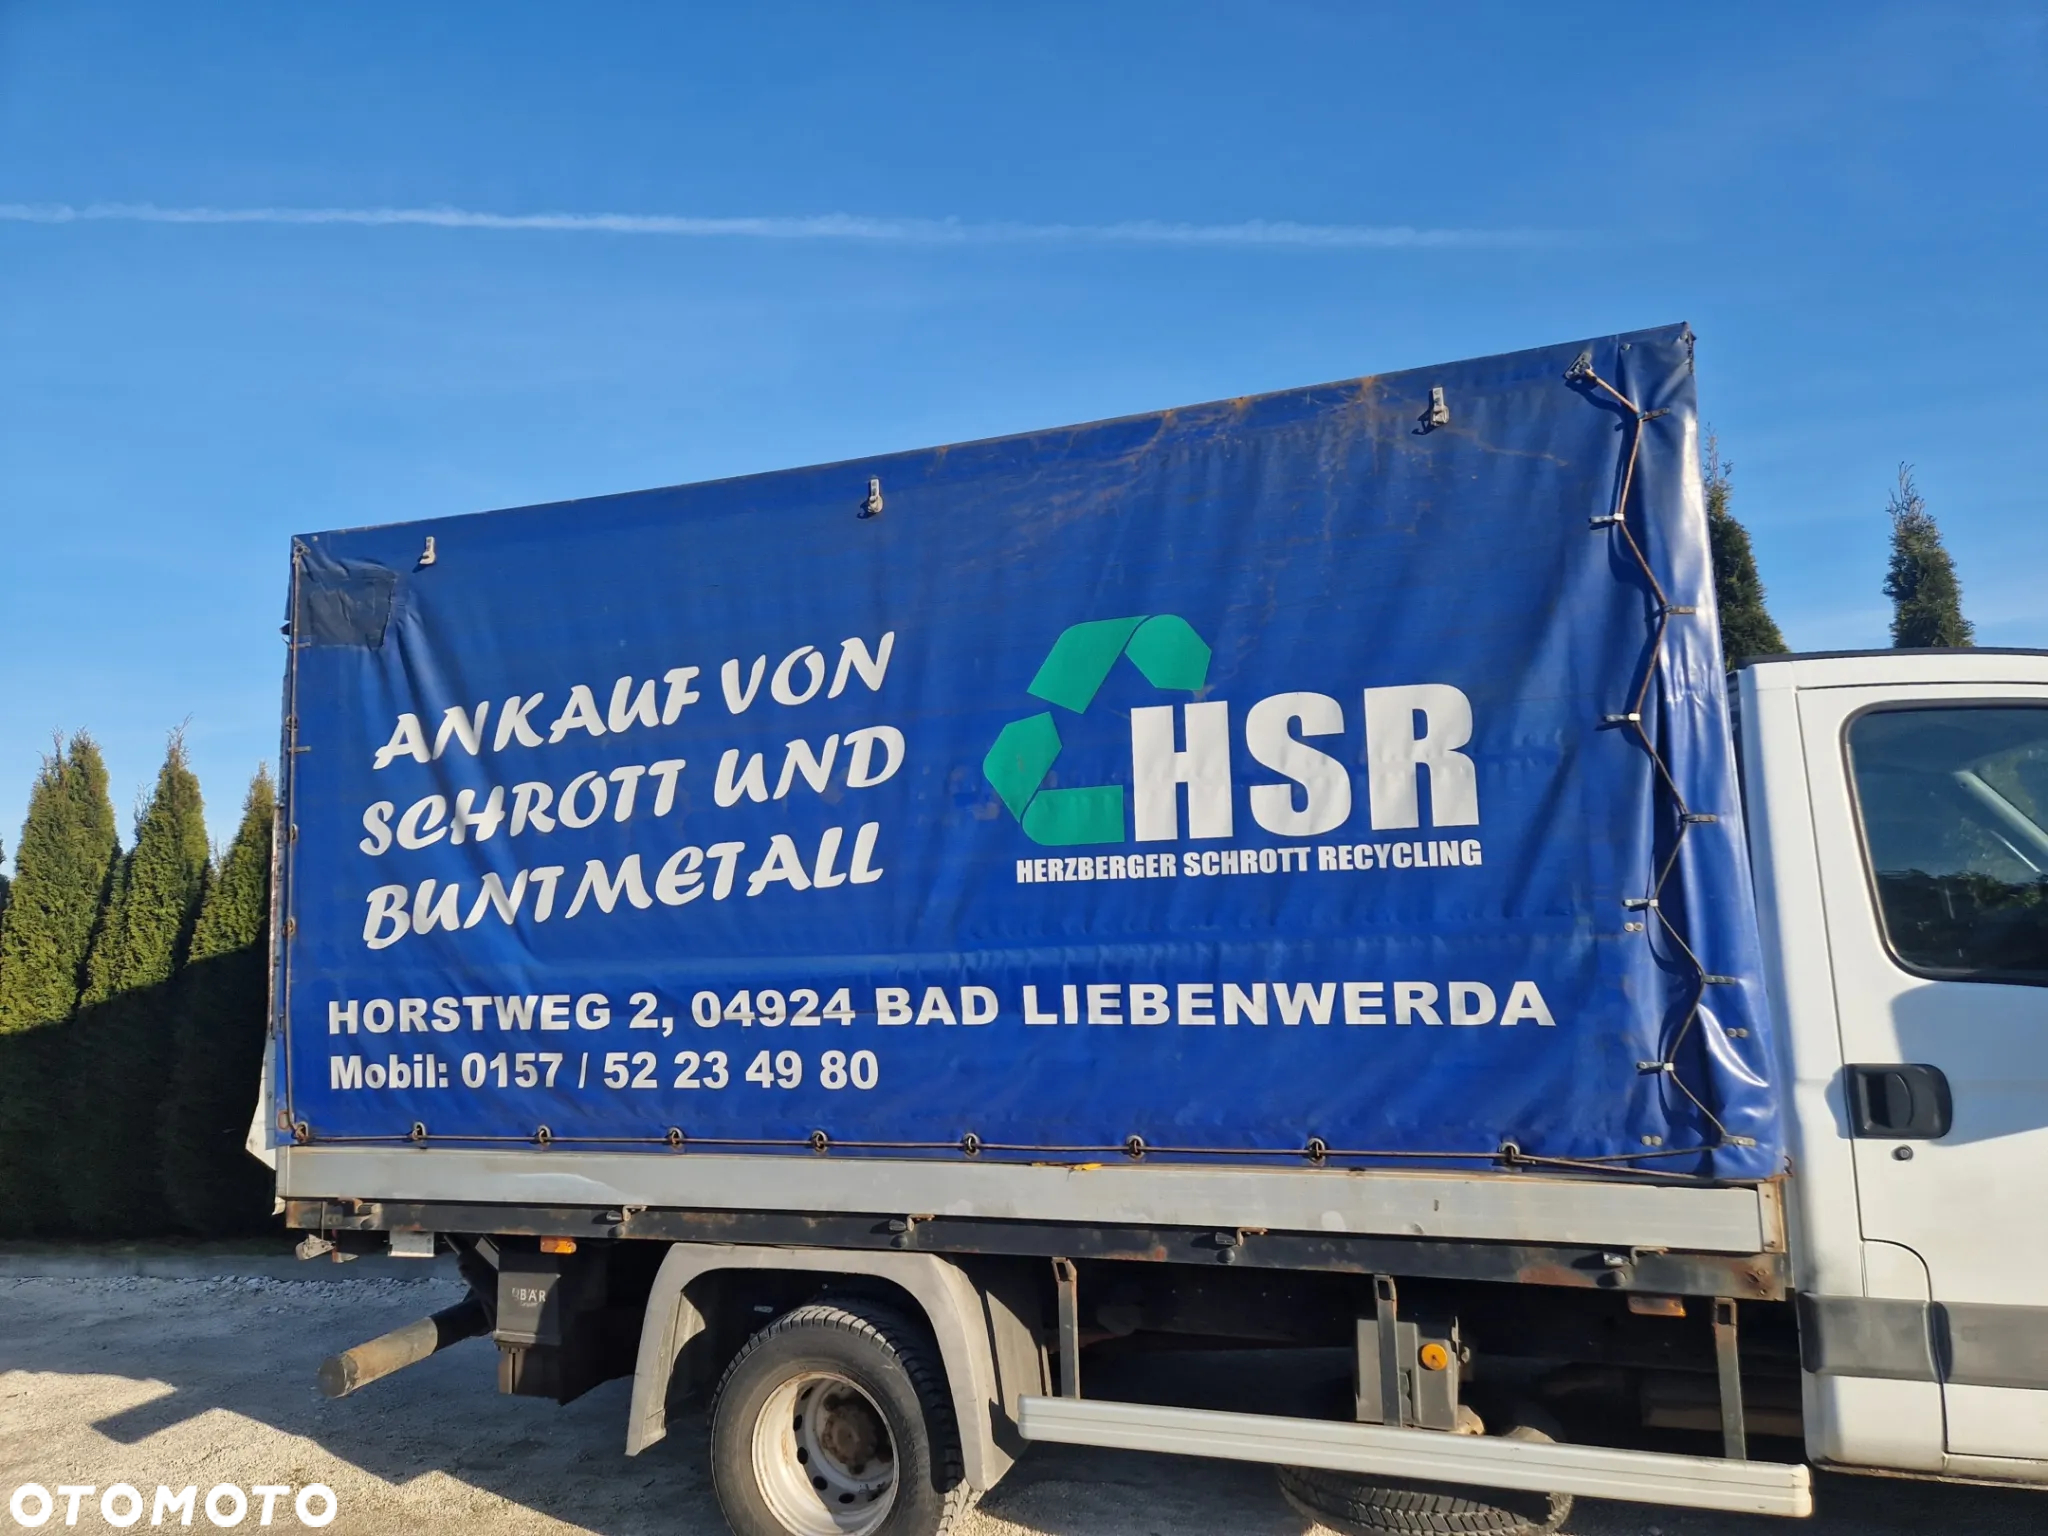 ANKAUF VON
SCHROTT UND
BUNTMETALL
HSR
HERZBERGER SCHROTT RECYCLING
HORSTWEG 2, 04924 BAD LIEBENWERDA
Mobil: 0157 / 52 23 49 80
BÄR
OTOMOTO